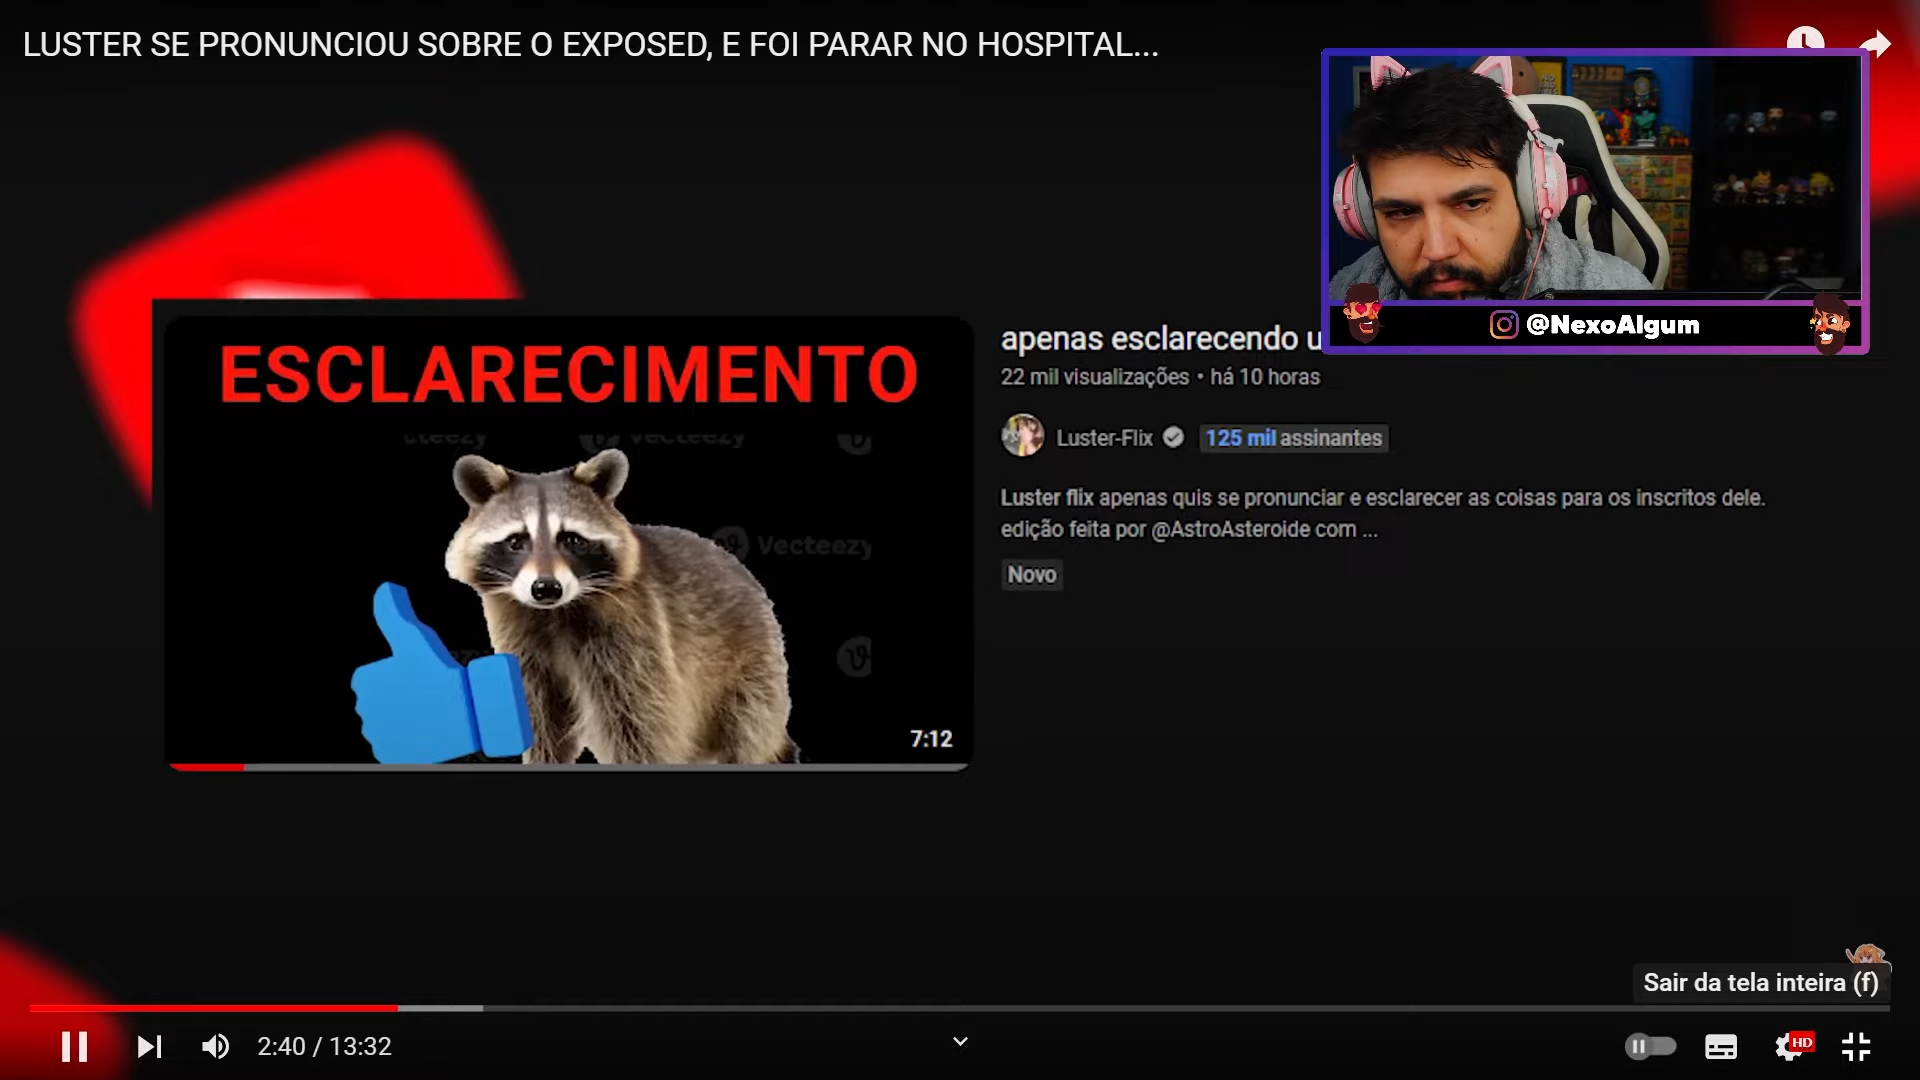 LUSTER SE PRONUNCIOU SOBRE O EXPOSED, E FOI PARAR NO HOSPITAL...
@NexoAlgum
ESCLARECIMENTO
vecteezy
Vecteezy
7:12
apenas esclarecendo u
22 mil visualizações • há 10 horas
Luster-Flix
125 mil assinantes
Luster flix apenas quis se pronunciar e esclarecer as coisas para os inscritos dele.
edição feita por @AstroAsteroide com ...
Novo
Sair da tela inteira (f)
2:40 / 13:32
HD